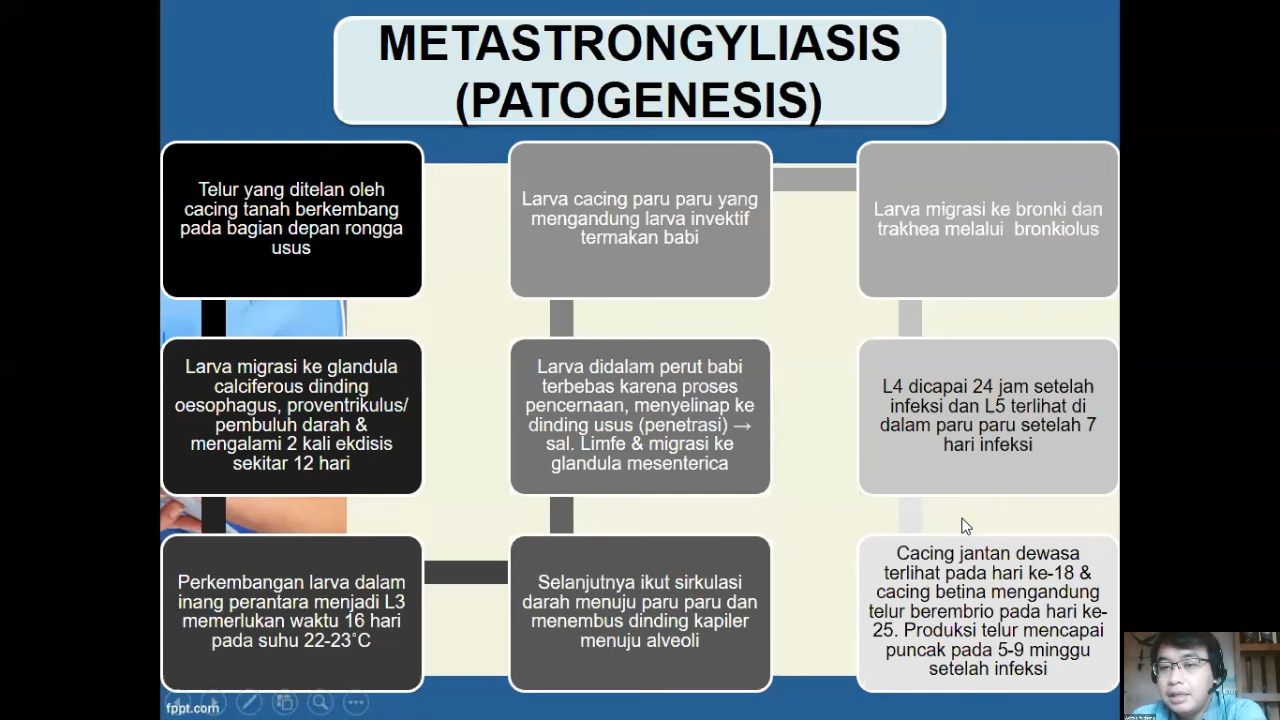 METASTRONGYLIASIS
(PATOGENESIS)
Telur yang ditelan oleh
cacing tanah berkembang
pada bagian depan rongga
usus
Larva migrasi ke glandula
calciferous dinding
oesophagus, proventrikulus/
pembuluh darah &
mengalami 2 kali ekdisis
sekitar 12 hari
Perkembangan larva dalam
inang perantara menjadi L3
memerlukan waktu 16 hari
pada suhu 22-23˚C
Larva cacing paru paru yang
mengandung larva invektif
termakan babi
Larva didalam perut babi
terbebas karena proses
pencernaan, menyelinap ke
dinding usus (penetrasi) →
sal. Limfe & migrasi ke
glandula mesenterica
Selanjutnya ikut sirkulasi
darah menuju paru paru dan
menembus dinding kapiler
menuju alveoli
Larva migrasi ke bronki dan
trakhea melalui bronkiolus
L4 dicapai 24 jam setelah
infeksi dan L5 terlihat di
dalam paru paru setelah 7
hari infeksi
Cacing jantan dewasa
terlihat pada hari ke-18 &
cacing betina mengandung
telur berembrio pada hari ke-
25. Produksi telur mencapai
puncak pada 5-9 minggu
setelah infeksi
fppt.com